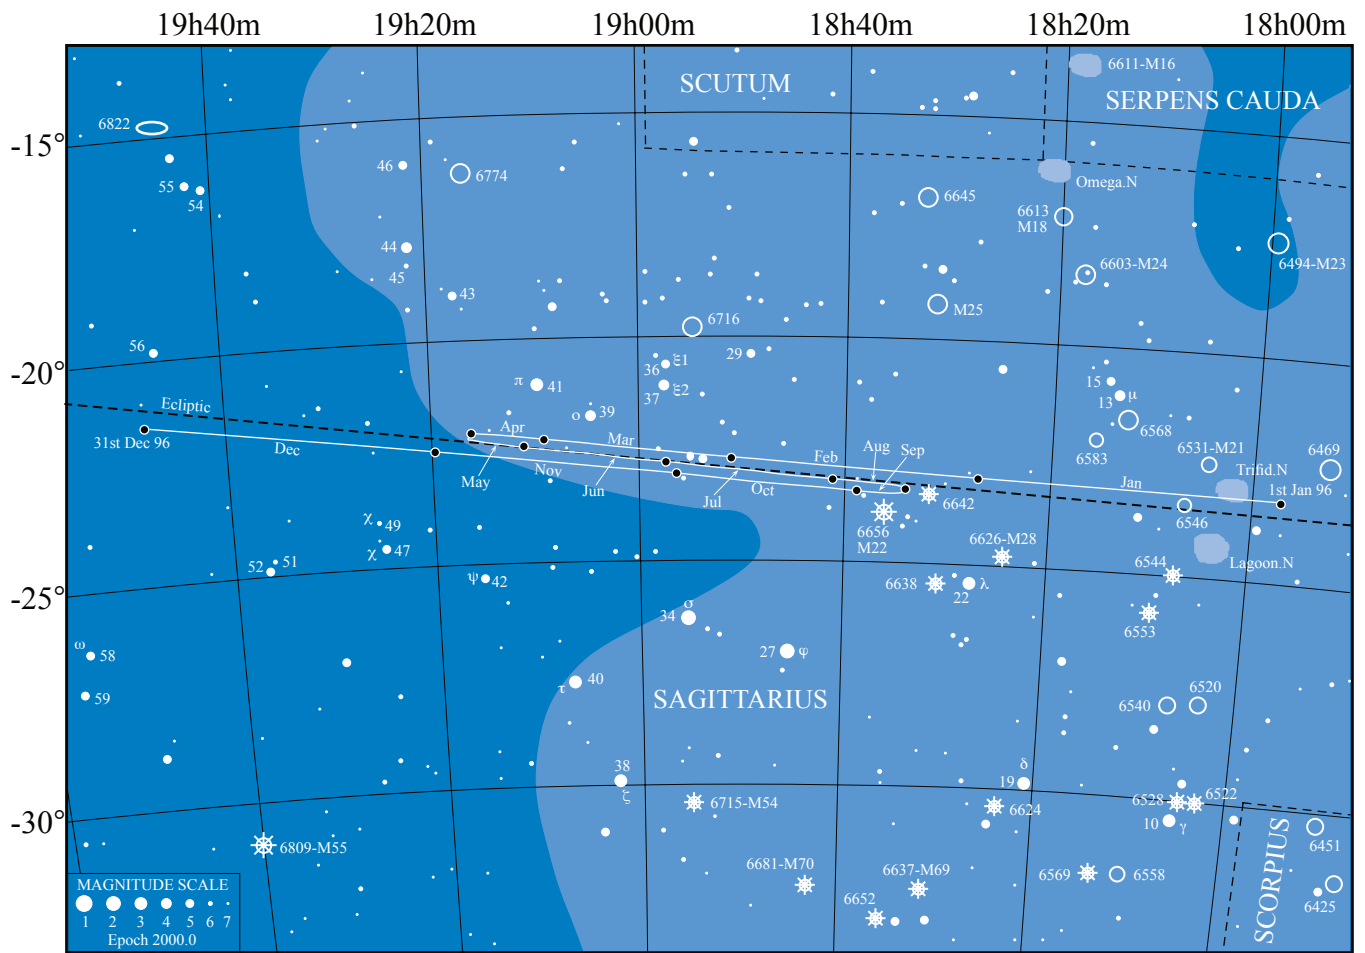 19h40m 19h20m 19h00m 18h40m 18h20m 18h00m
6611-M16
SCUTUM
SERPENS CAUDA
6822
-15°
46
6774
Omega.N
55
54
6645
6613
M18
44
45
6494-M23
6603-M24
43
M25
6716
56
29
36
ξ1
-20°
37
ξ2
π
41
15
13
μ
ο
39
6568
Ecliptic
31st Dec 96
Dec
Apr
May
Nov
Mar
Jun
Jul
Oct
Feb
Aug
Sep
Jan
6583
6531-M21
6469
Trifid.N
1st Jan 96
6642
6546
6656
M22
χ
49
χ
47
6626-M28
Lagoon.N
6544
52
51
ψ
42
6638
22
λ
-25°
σ
34
6553
ω
58
27
φ
59
τ
40
SAGITTARIUS
6540
6520
38
ζ
δ
19
6715-M54
6624
6528
6522
-30°
10
γ
6809-M55
6451
6681-M70
6637-M69
6569
6558
6652
6425
SCORPIUS
MAGNITUDE SCALE
1 2 3 4 5 6 7
Epoch 2000.0